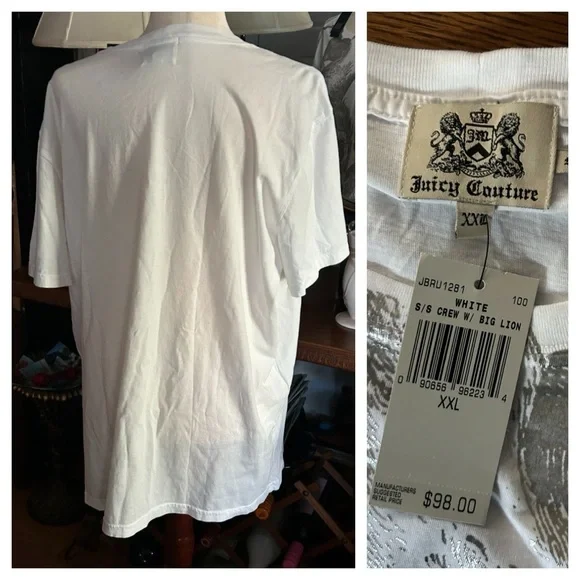 JM
Juicy Couture
XXL
JBRU1281 100
WHITE
S/S CREW W/ BIG LION
0 90656 96223 4
XXL
MANUFACTURERS
SUGGESTED
RETAIL PRICE
$98.00